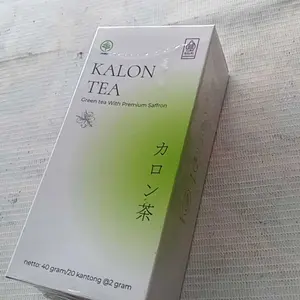 KALON
TEA
Green tea With Premium Saffron
カロン茶
netto: 40 gram/20 kantong @2 gram